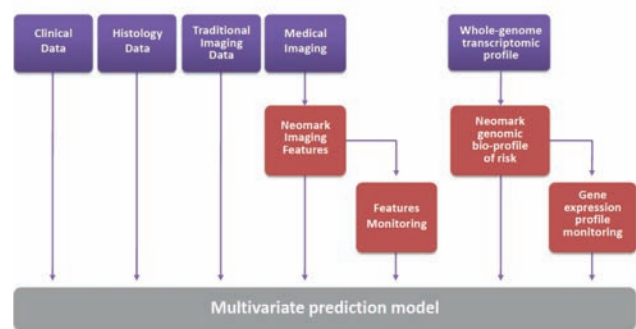 Clinical
Data
Histology
Data
Traditional
Imaging
Data
Medical
Imaging
Whole-genome
transcriptomic
profile
Neomark
Imaging
Features
Neomark
genomic
bio-profile
of risk
Features
Monitoring
Gene
expression
profile
monitoring
Multivariate prediction model